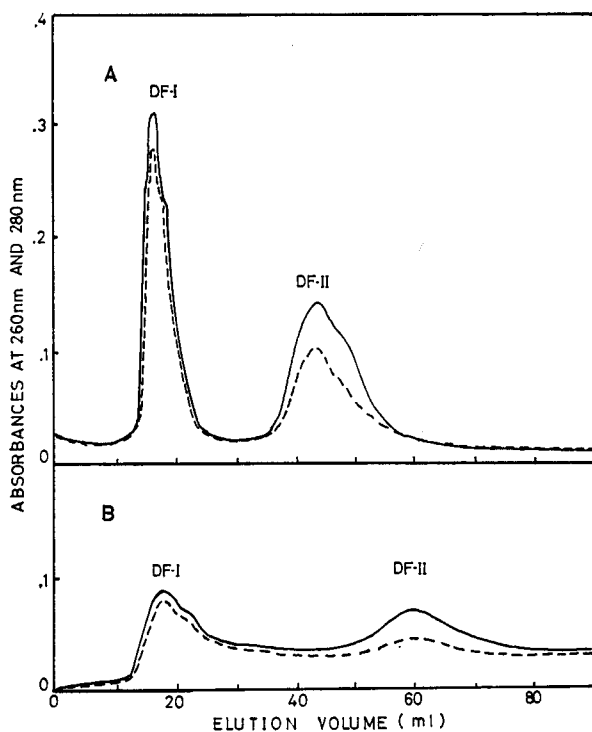 .4
A
DF-I
.3
.2
DF-II
.1
0
ABSORBANCES AT 260nm AND 280nm
B
DF-I
DF-II
.1
0
0 20 40 60 80
ELUTION VOLUME (ml)